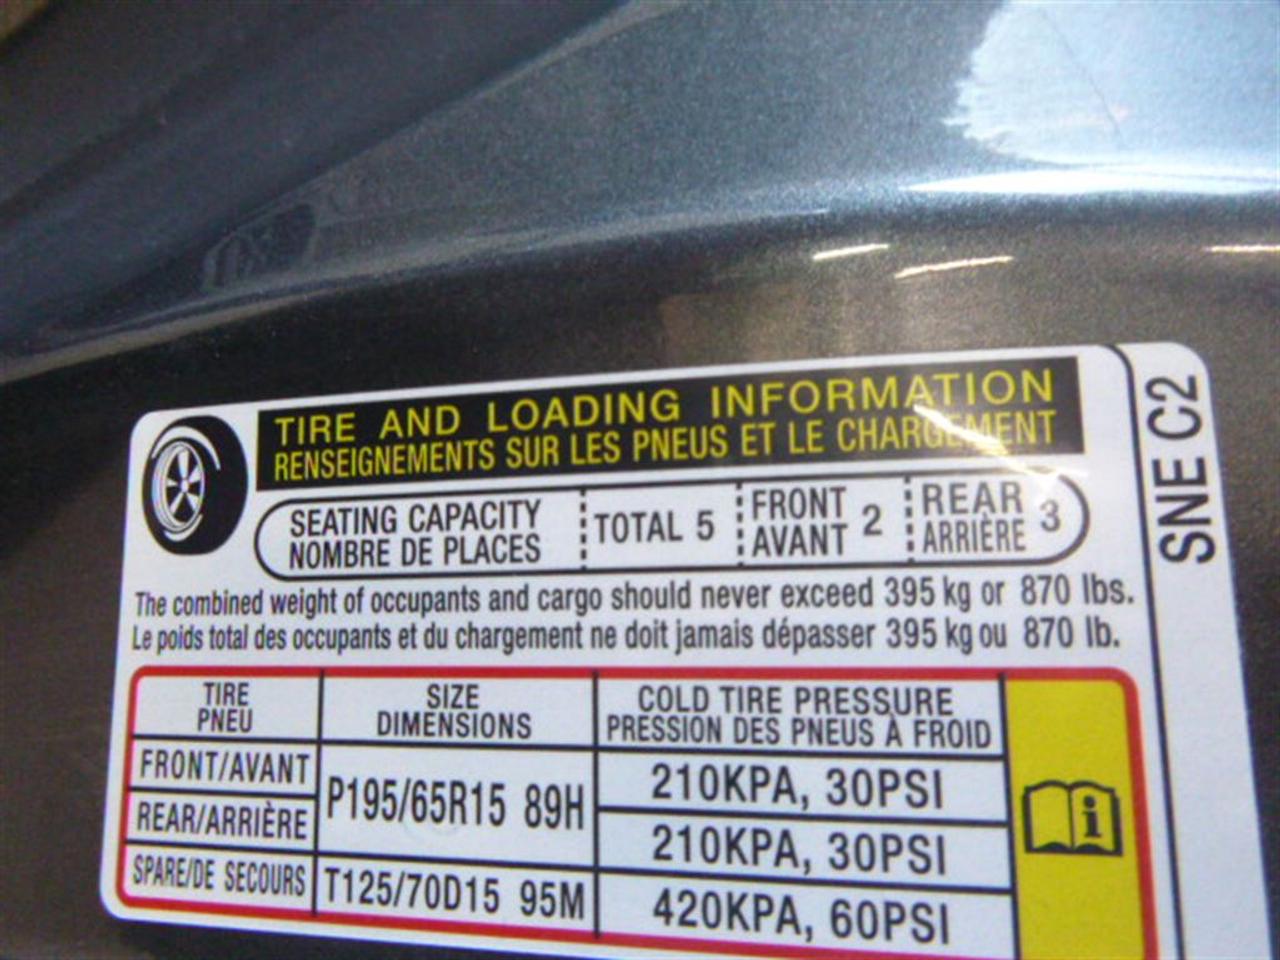 TIRE AND LOADING INFORMATION
RENSEIGNEMENTS SUR LES PNEUS ET LE CHARGEMENT
SEATING CAPACITY
NOMBRE DE PLACES
TOTAL 5
FRONT
AVANT
2
REAR
ARRIÈRE
3
The combined weight of occupants and cargo should never exceed 395 kg or 870 lbs.
Le poids total des occupants et du chargement ne doit jamais dépasser 395 kg ou 870 lb.
TIRE
PNEU
SIZE
DIMENSIONS
COLD TIRE PRESSURE
PRESSION DES PNEUS À FROID
FRONT/AVANT
REAR/ARRIÈRE
P195/65R15 89H
210KPA, 30PSI
210KPA, 30PSI
SPARE/DE SECOURS
T125/70D15 95M
420KPA, 60PSI
i
SNE C2